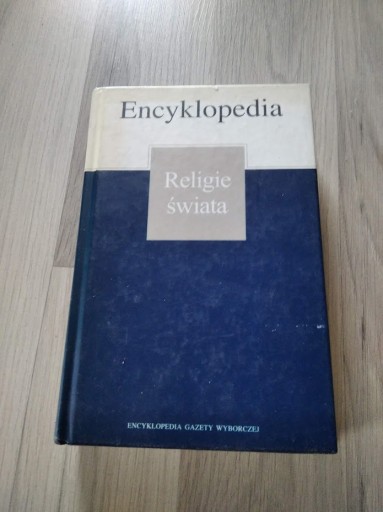 Encyklopedia
Religie
świata
ENCYKLOPEDIA GAZETY WYBORCZEJ